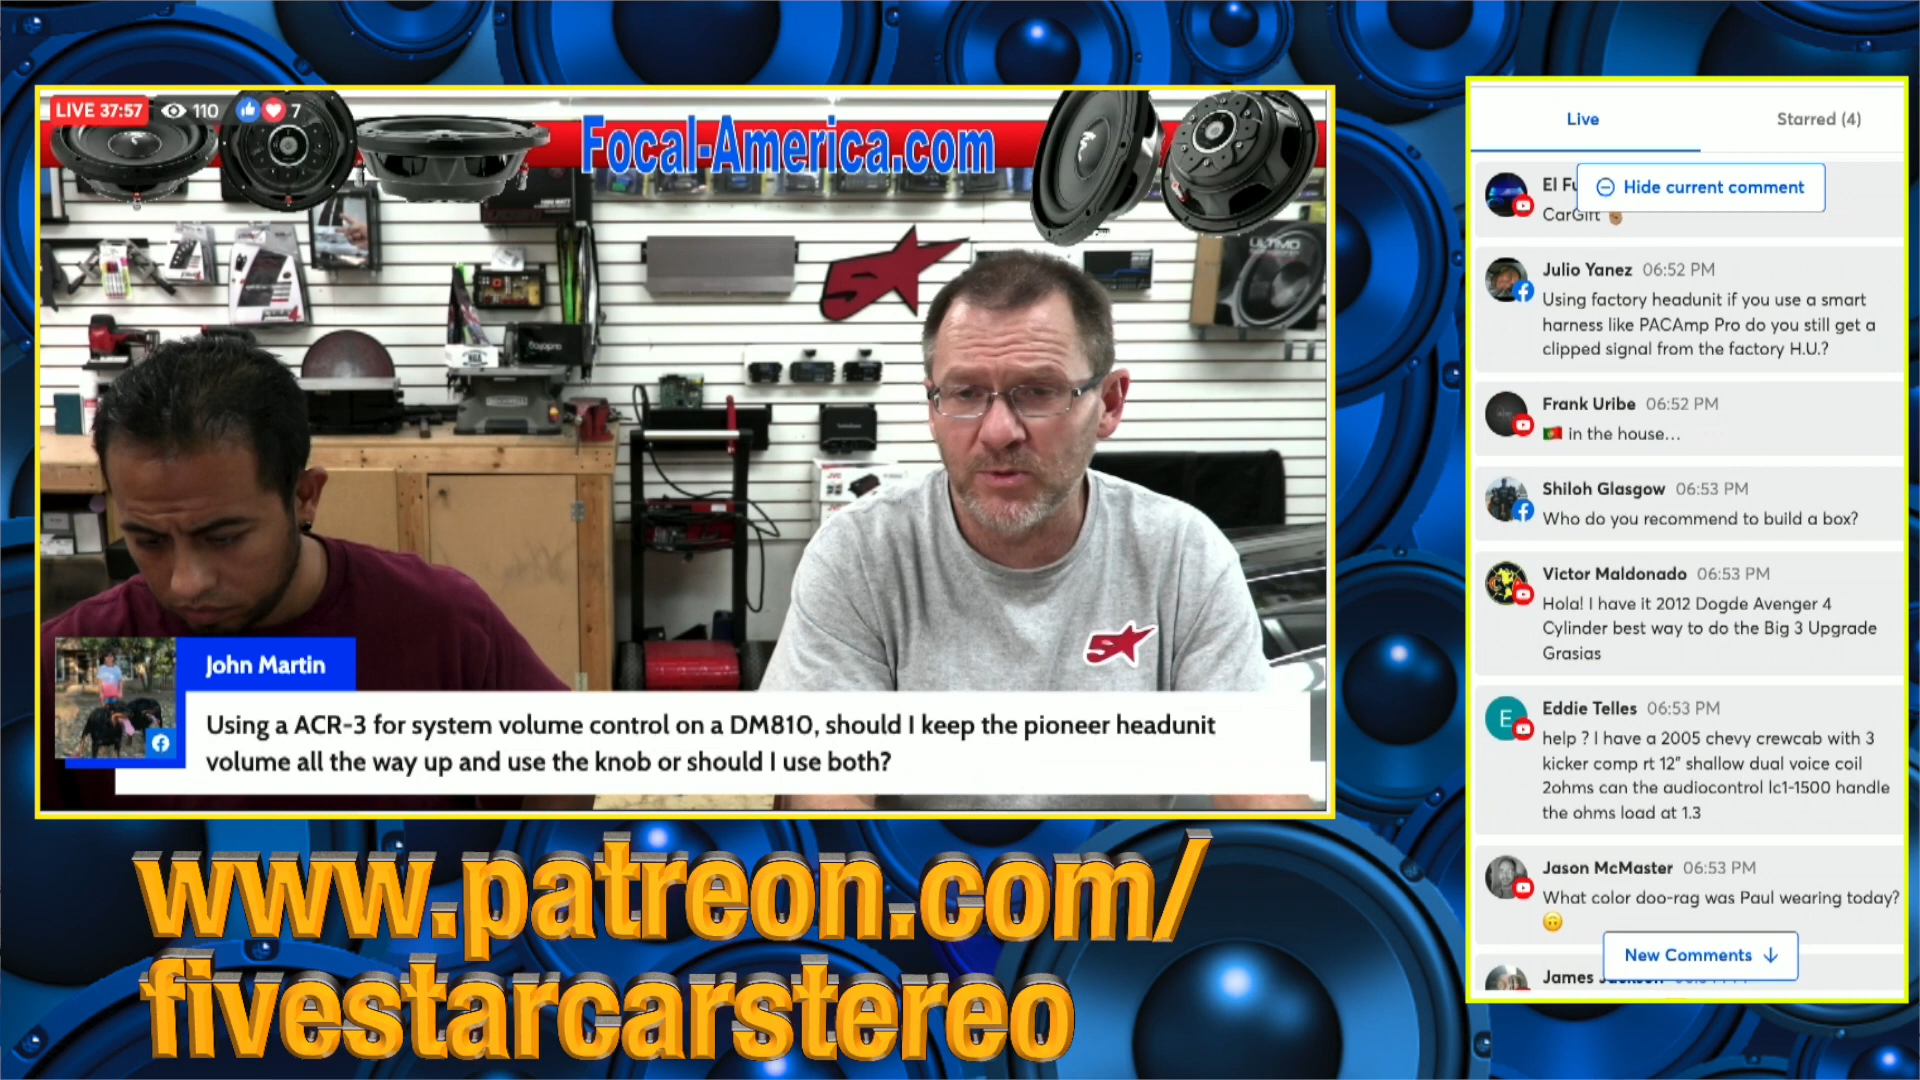 LIVE 37:57
110
7
Focal-America.com
ULTIMO
JVC
John Martin
Using a ACR-3 for system volume control on a DM810, should I keep the pioneer headunit
volume all the way up and use the knob or should I use both?
www.patreon.com/
fivestarcarstereo
Live
Starred (4)
Hide current comment
CarGift
Julio Yanez 06:52 PM
Using factory headunit if you use a smart
harness like PACAmp Pro do you still get a
clipped signal from the factory H.U.?
Frank Uribe 06:52 PM
🇵🇹 in the house...
Shiloh Glasgow 06:53 PM
Who do you recommend to build a box?
Victor Maldonado 06:53 PM
Hola! I have it 2012 Dogde Avenger 4
Cylinder best way to do the Big 3 Upgrade
Grasias
E
Eddie Telles 06:53 PM
help ? I have a 2005 chevy crewcab with 3
kicker comp rt 12" shallow dual voice coil
2ohms can the audiocontrol lc1-1500 handle
the ohms load at 1.3
Jason McMaster 06:53 PM
What color doo-rag was Paul wearing today?
🙃
New Comments
James